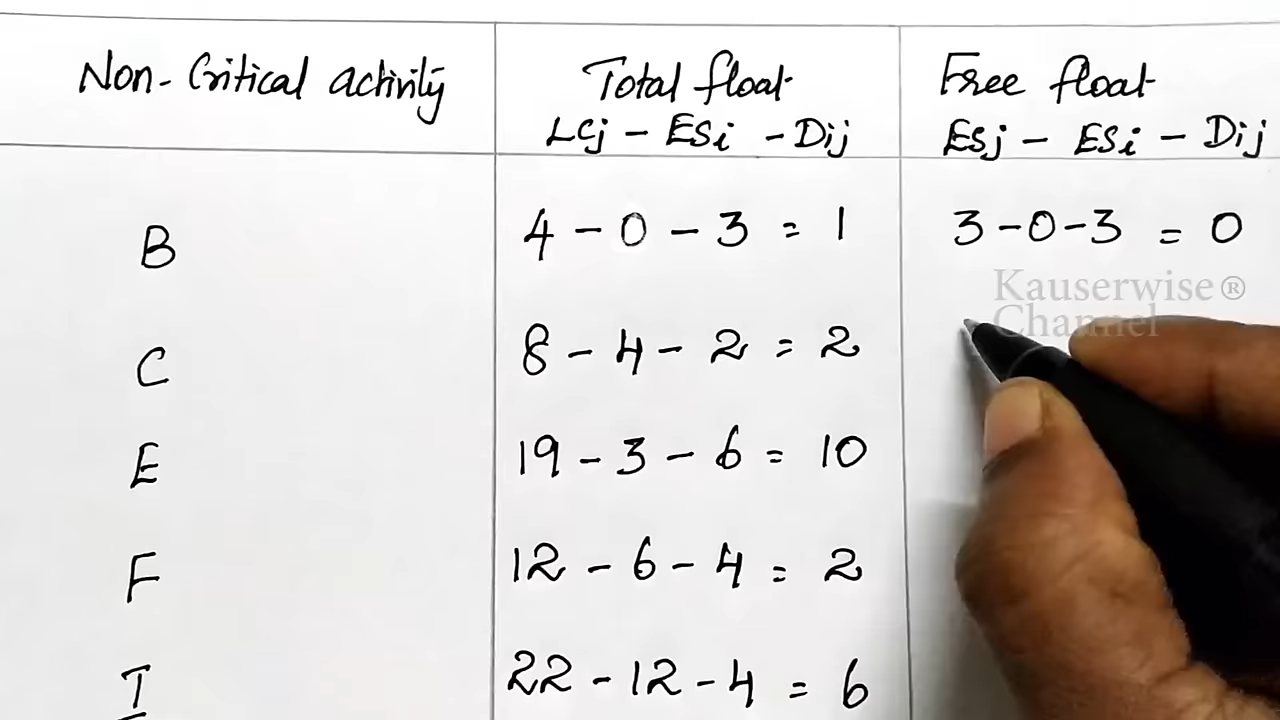 Non-Critical activity Total float Free float
LCj - ESi - Dij ESj - ESi - Dij
B 4 - 0 - 3 = 1 3 - 0 - 3 = 0
Kauserwise®
Channel
C 8 - 4 - 2 = 2
E 19 - 3 - 6 = 10
F 12 - 6 - 4 = 2
I 22 - 12 - 4 = 6